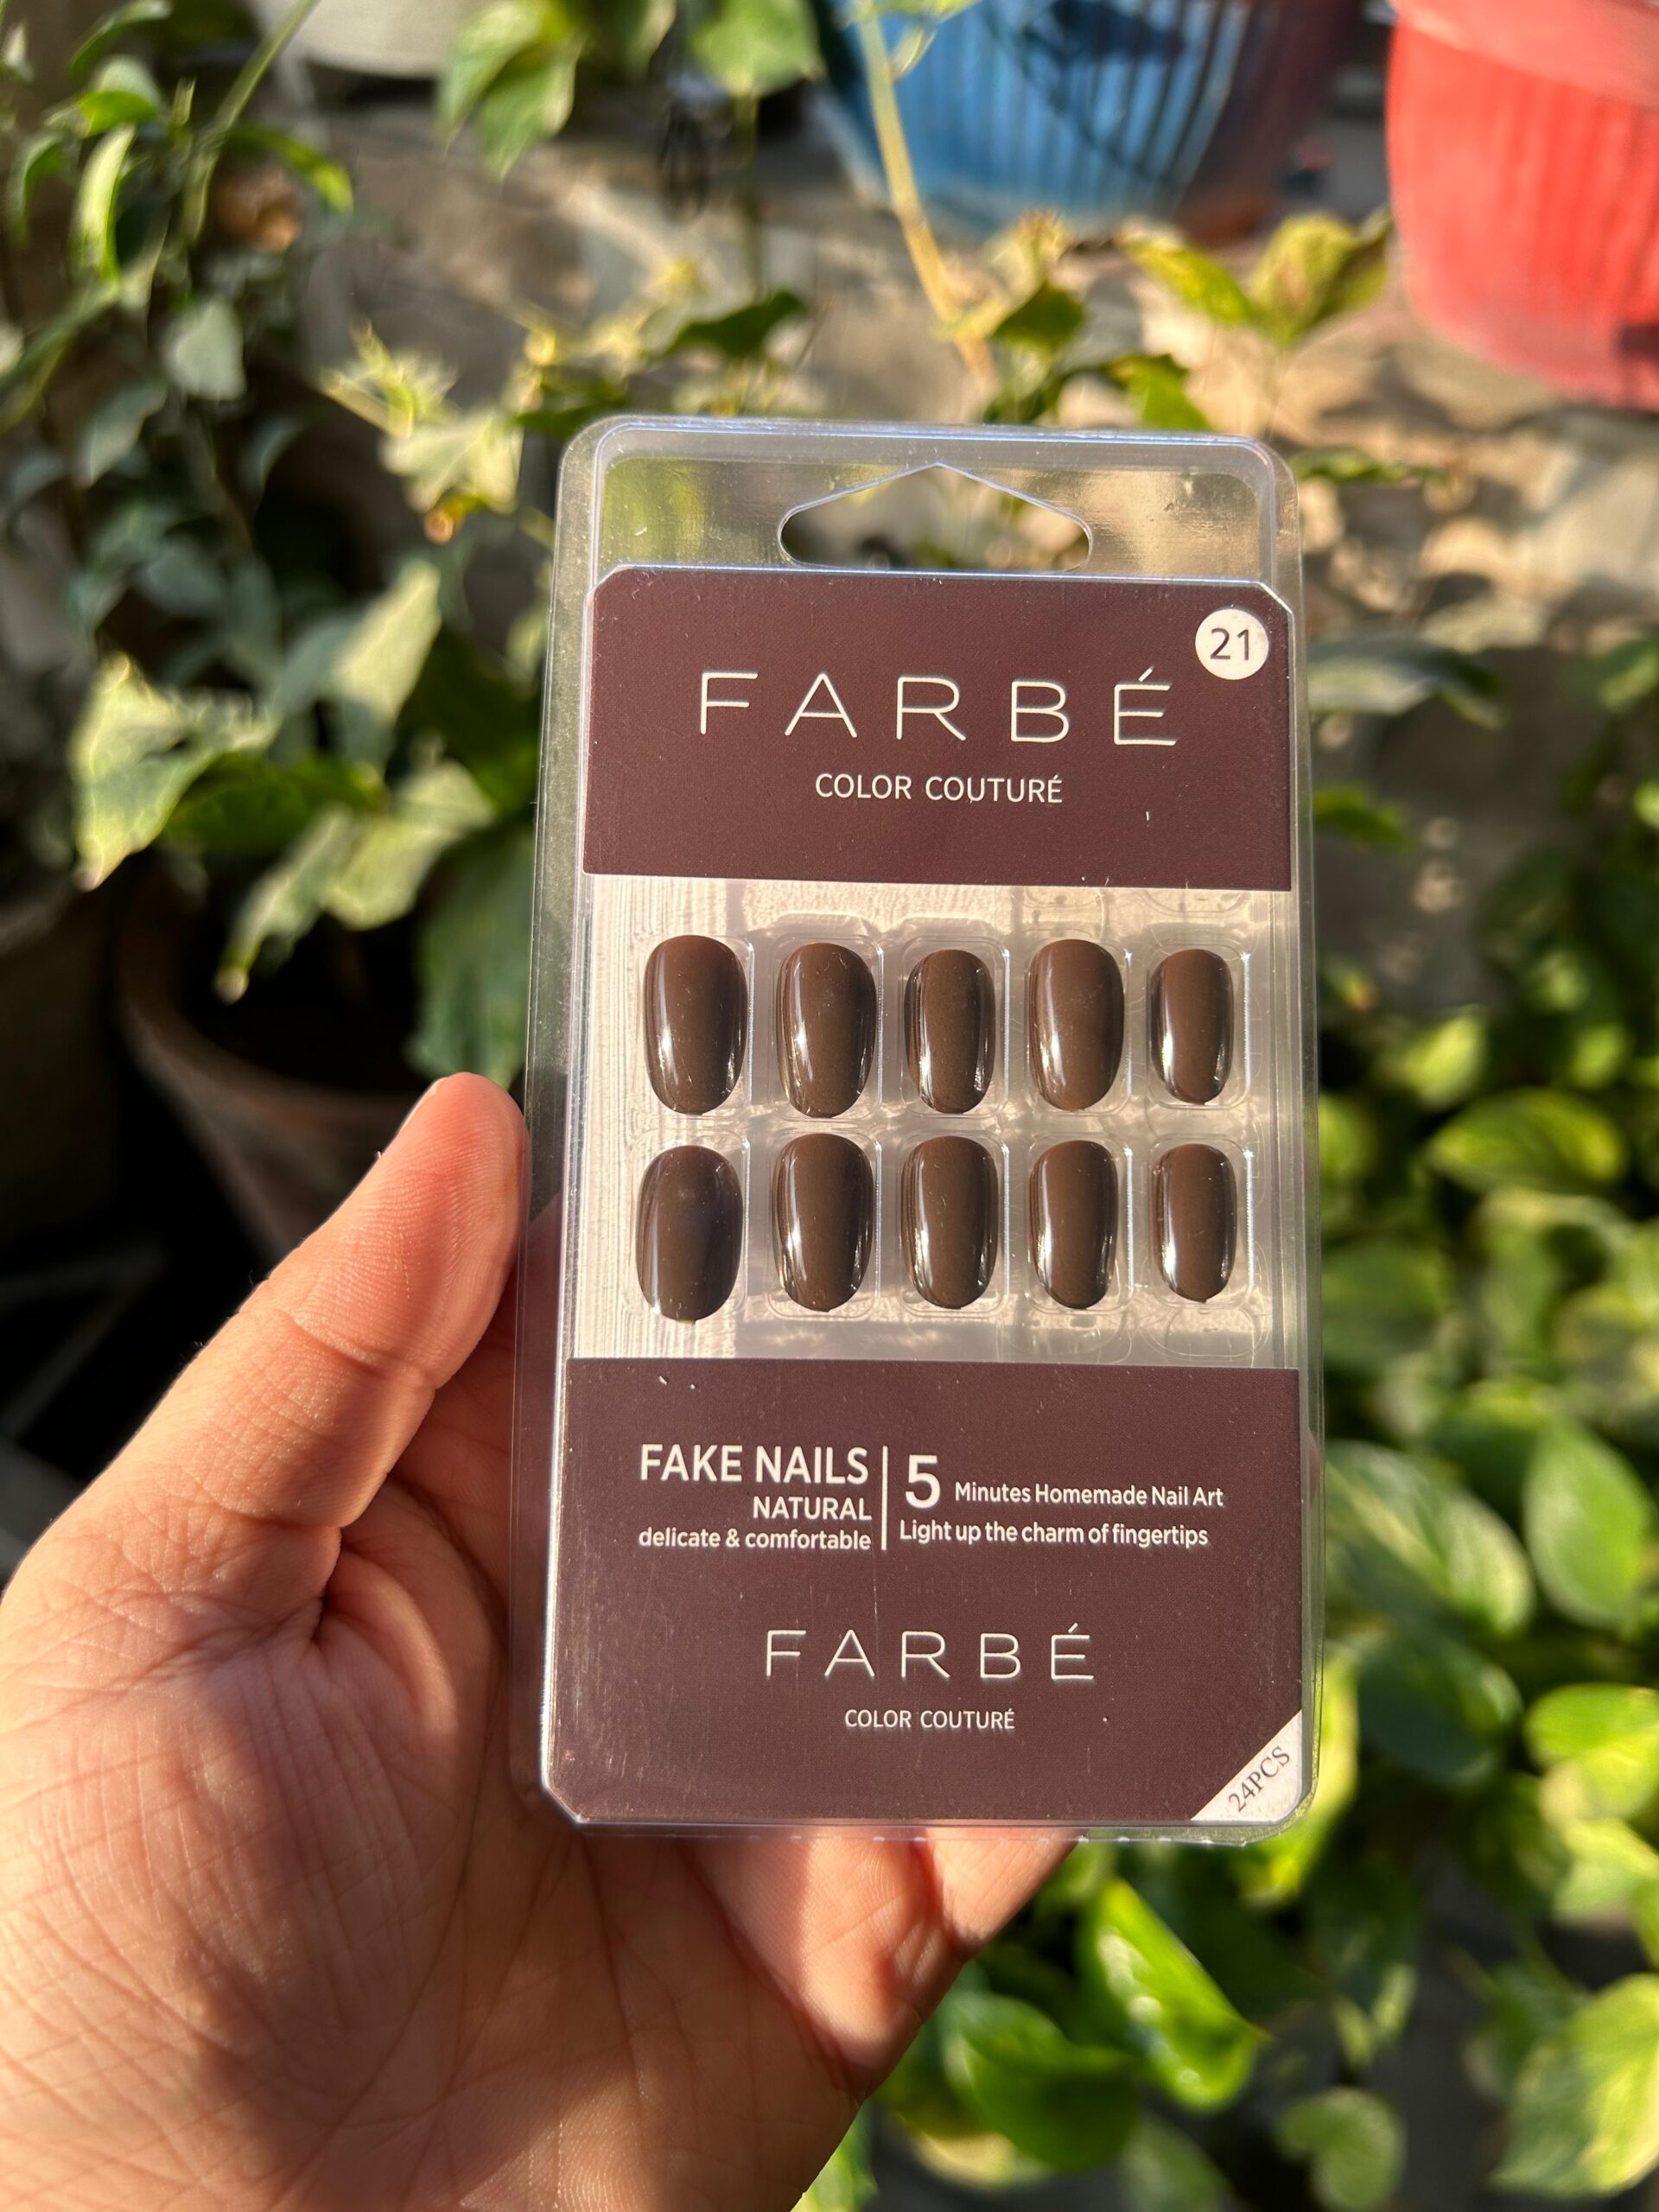 21
FARBÉ
COLOR COUTURÉ
FAKE NAILS
NATURAL
delicate & comfortable
5 Minutes Homemade Nail Art
Light up the charm of fingertips
FARBÉ
COLOR COUTURÉ
24PCS